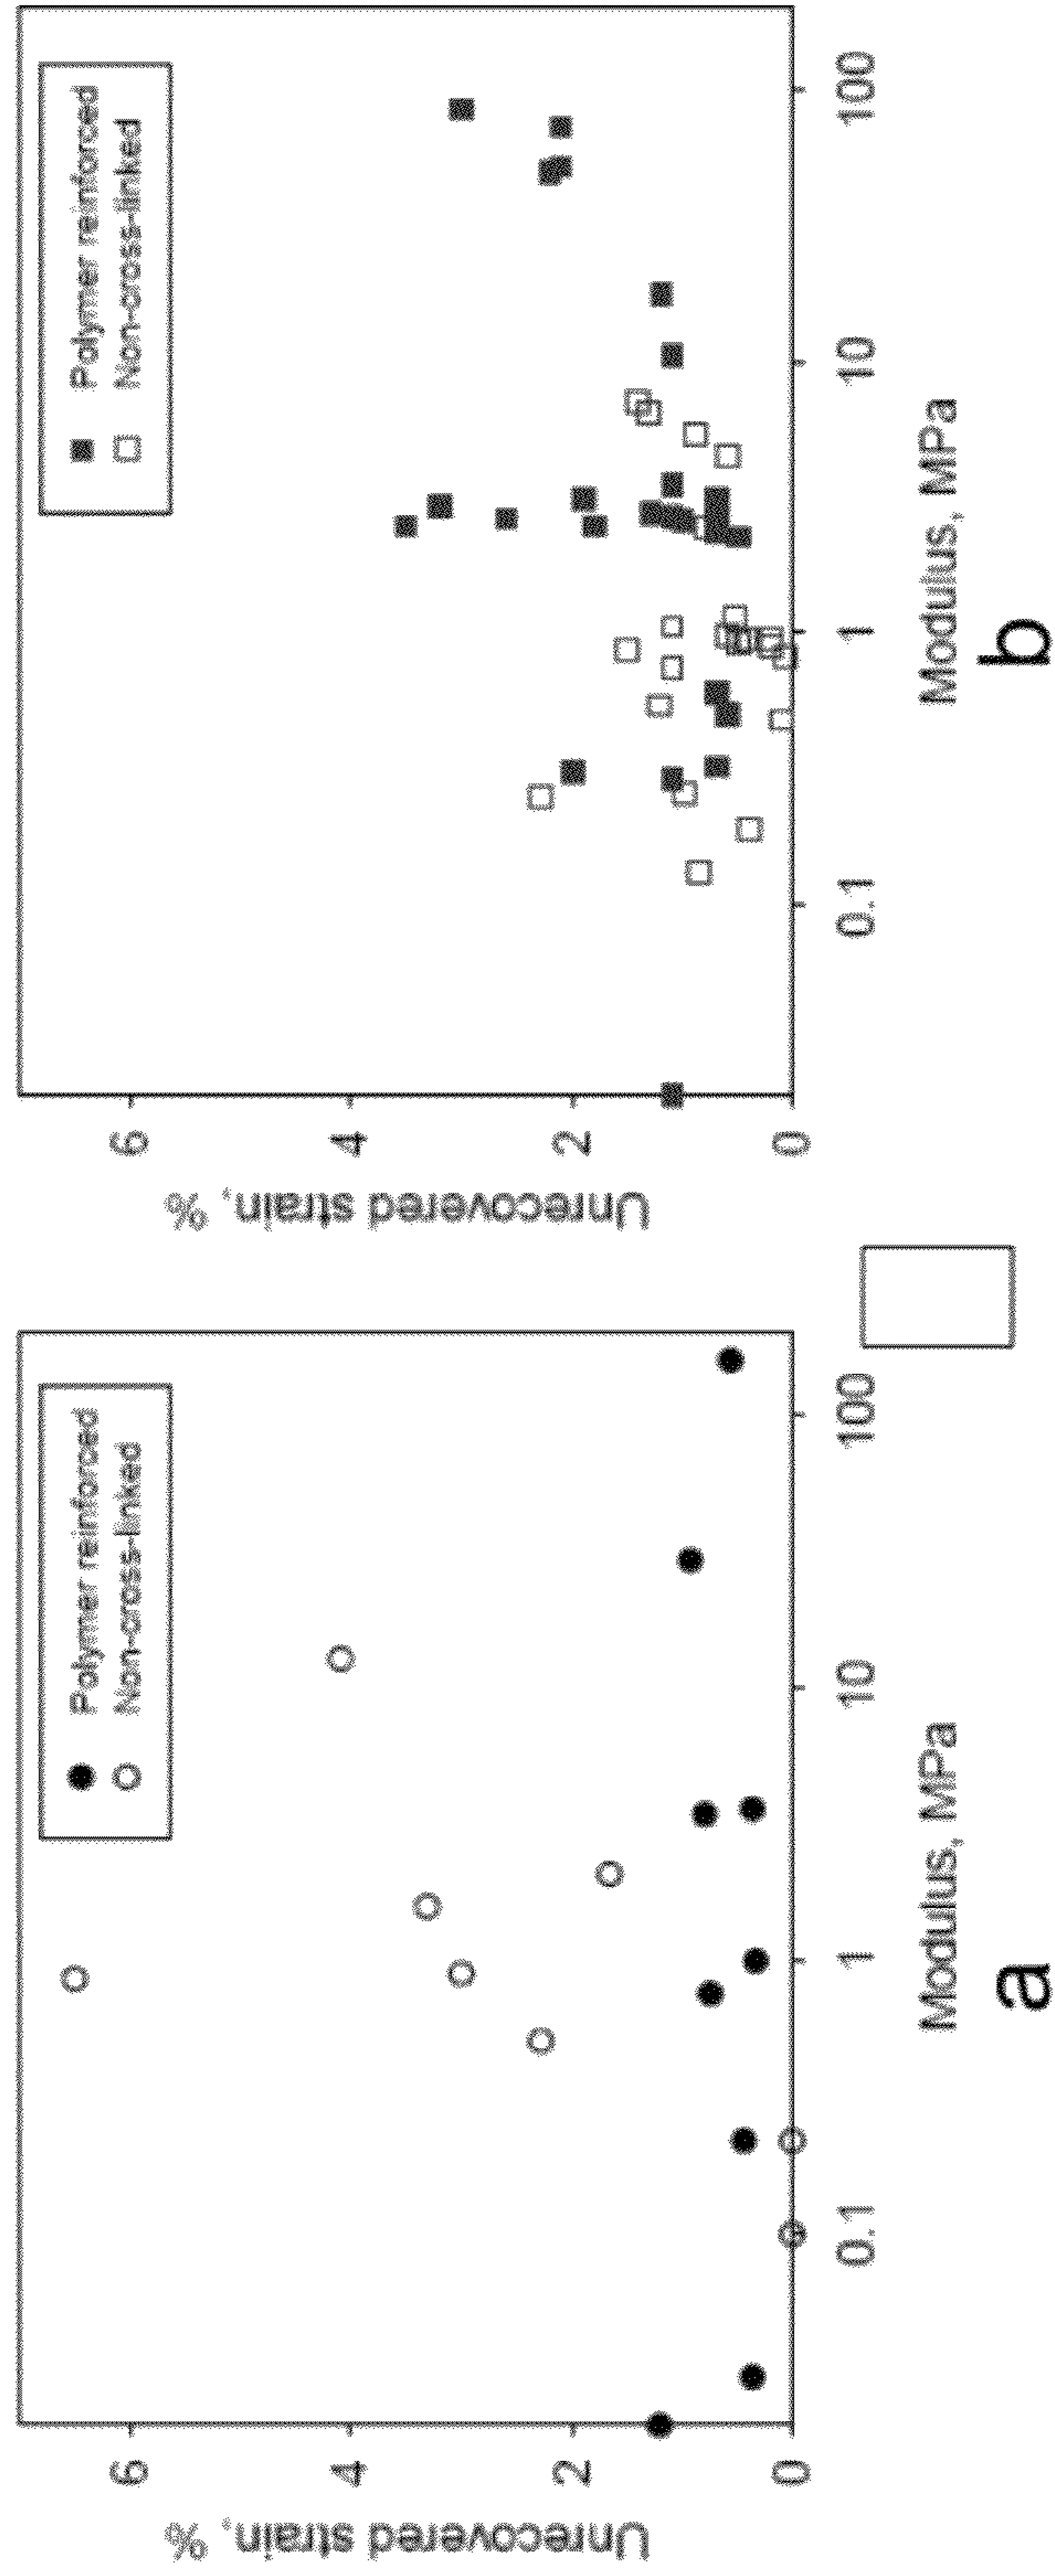 Unrecovered strain, %
6
4
2
0
Polymer reinforced
Non-cross-linked
0.1
1
10
100
Modulus, MPa
a
Unrecovered strain, %
6
4
2
0
Polymer reinforced
Non-cross-linked
0.1
1
10
100
Modulus, MPa
b